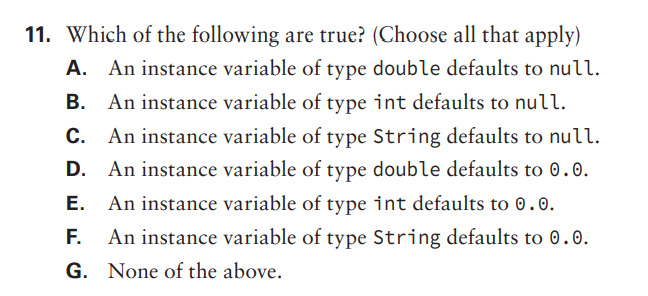 11. Which of the following are true? (Choose all that apply)
A. An instance variable of type double defaults to null.
B. An instance variable of type int defaults to null.
C. An instance variable of type String defaults to null.
D. An instance variable of type double defaults to 0.0.
E. An instance variable of type int defaults to 0.0.
F. An instance variable of type String defaults to 0.0.
G. None of the above.